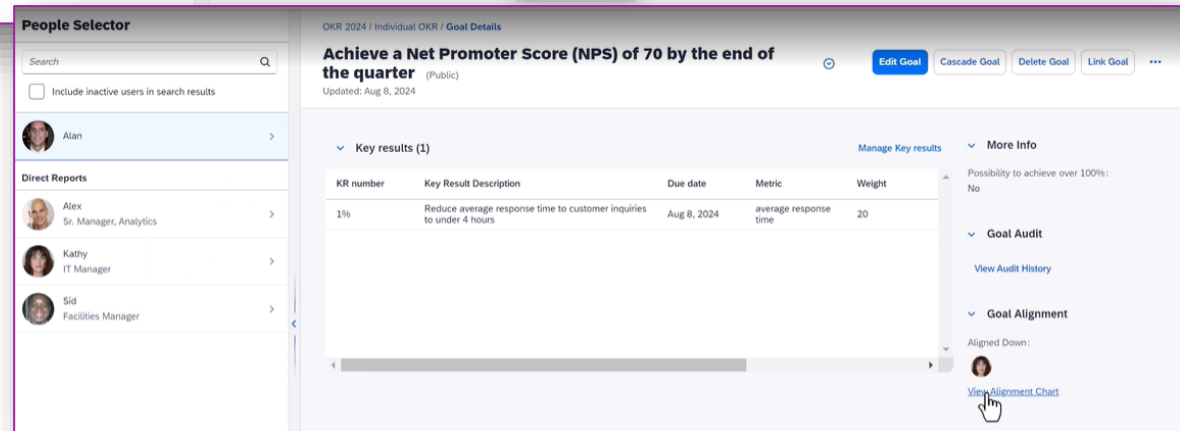 People Selector
Search
Include inactive users in search results
Alan
Direct Reports
Alex
Sr. Manager, Analytics
Kathy
IT Manager
Sid
Facilities Manager
OKR 2024 / Individual OKR / Goal Details
Achieve a Net Promoter Score (NPS) of 70 by the end of
the quarter (Public)
Updated: Aug 8, 2024
Edit Goal Cascade Goal Delete Goal Link Goal
Key results (1) Manage Key results
KR number Key Result Description Due date Metric Weight
1% Reduce average response time to customer inquiries to under 4 hours Aug 8, 2024 average response time 20
More Info
Possibility to achieve over 100%:
No
Goal Audit
View Audit History
Goal Alignment
Aligned Down:
View Alignment Chart